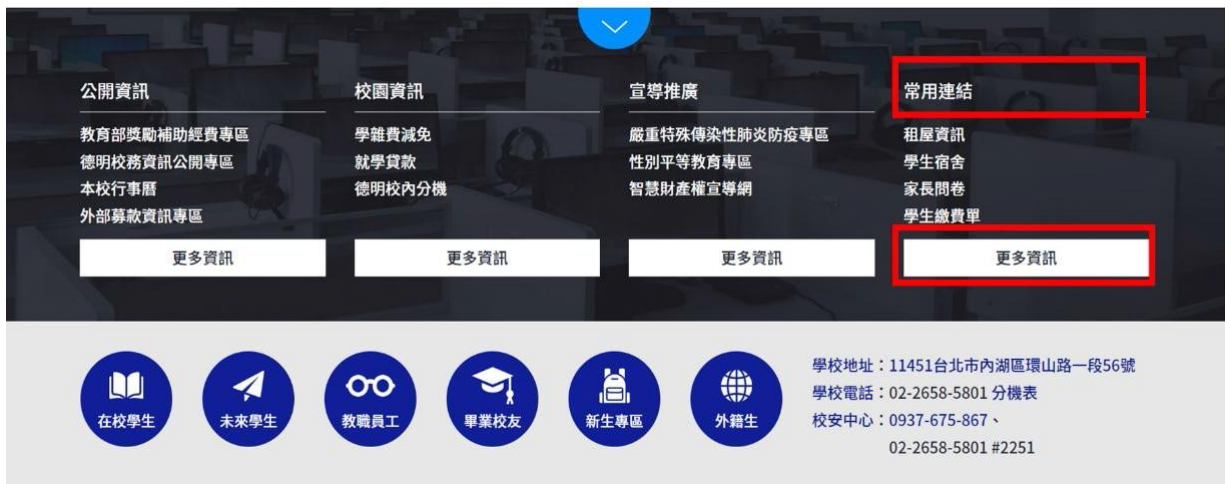 公開資訊
教育部獎勵補助經費專區
德明校務資訊公開專區
本校行事曆
外部募款資訊專區
更多資訊
校園資訊
學雜費減免
就學貸款
德明校內分機
更多資訊
宣導推廣
嚴重特殊傳染性肺炎防疫專區
性別平等教育專區
智慧財產權宣導網
更多資訊
常用連結
租屋資訊
學生宿舍
家長問卷
學生繳費單
更多資訊
在校學生
未來學生
教職員工
畢業校友
新生專區
外籍生
學校地址：11451台北市內湖區環山路一段56號
學校電話：02-2658-5801 分機表
校安中心：0937-675-867、
02-2658-5801 #2251